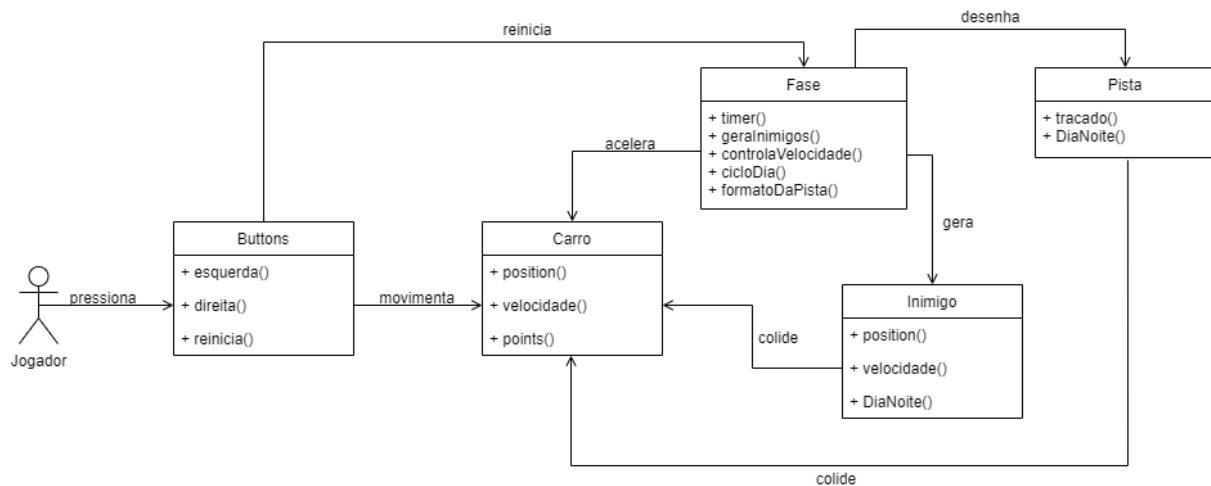 desenha
reinicia
Fase
+ timer()
+ geraInimigos()
+ controlaVelocidade()
+ cicloDia()
+ formatoDaPista()
Pista
+ tracado()
+ DiaNoite()
acelera
gera
Buttons
+ esquerda()
+ direita()
+ reinicia()
Carro
+ position()
+ velocidade()
+ points()
pressiona
movimenta
Jogador
Inimigo
+ position()
+ velocidade()
+ DiaNoite()
colide
colide